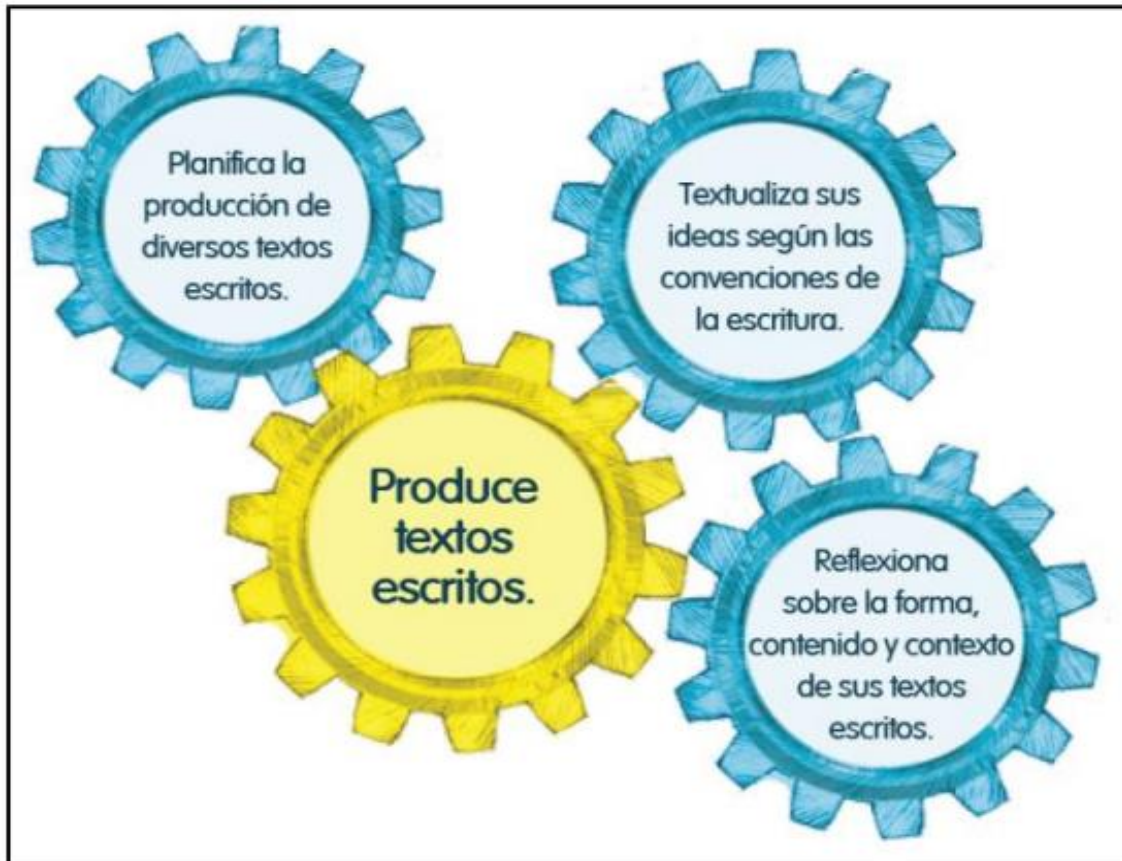 Planifica la
producción de
diversos textos
escritos.
Textualiza sus
ideas según las
convenciones de
la escritura.
Produce
textos
escritos.
Reflexiona
sobre la forma,
contenido y contexto
de sus textos
escritos.